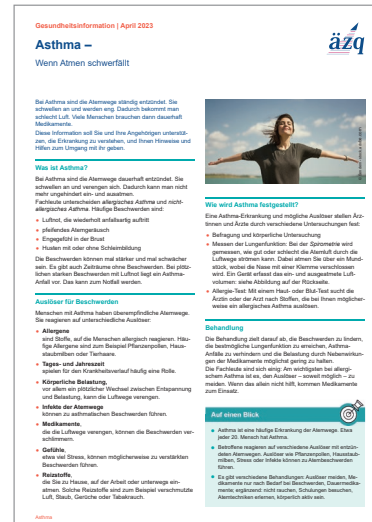 Gesundheitsinformation | April 2023
Asthma –
Wenn Atmen schwerfällt
äzq
Bei Asthma sind die Atemwege ständig entzündet. Sie
schwellen an und werden eng. Dadurch bekommt man
schlecht Luft. Viele Menschen brauchen dann dauerhaft
Medikamente.
Diese Information soll Sie und Ihre Angehörigen unterstüt-
zen, die Erkrankung zu verstehen, und Ihnen Hinweise und
Hilfen zum Umgang mit ihr geben.
Was ist Asthma?
Bei Asthma sind die Atemwege dauerhaft entzündet. Sie
schwellen an und verengen sich. Dadurch kann man nicht
mehr ungehindert ein- und ausatmen.
Fachleute unterscheiden allergisches Asthma und nicht-
allergisches Asthma. Häufige Beschwerden sind:
Luftnot, die wiederholt anfallsartig auftritt
pfeifendes Atemgeräusch
Engegefühl in der Brust
Husten mit oder ohne Schleimbildung
Die Beschwerden können mal stärker und mal schwächer
sein. Es gibt auch Zeiträume ohne Beschwerden. Bei plötz-
lichen starken Beschwerden mit Luftnot liegt ein Asthma-
Anfall vor. Das kann zum Notfall werden.
Auslöser für Beschwerden
Menschen mit Asthma haben überempfindliche Atemwege.
Sie reagieren auf unterschiedliche Auslöser:
Allergene
sind Stoffe, auf die Menschen allergisch reagieren. Häu-
fige Allergene sind zum Beispiel Pflanzenpollen, Haus-
staubmilben oder Tierhaare.
Tages- und Jahreszeit
spielen für den Krankheitsverlauf häufig eine Rolle.
Körperliche Belastung,
vor allem ein plötzlicher Wechsel zwischen Entspannung
und Belastung, kann die Luftwege verengen.
Infekte der Atemwege
können zu asthmatischen Beschwerden führen.
Medikamente,
die die Luftwege verengen, können die Beschwerden ver-
schlimmern.
Gefühle,
etwa viel Stress, können möglicherweise zu verstärkten
Beschwerden führen.
Reizstoffe,
die Sie zu Hause, auf der Arbeit oder unterwegs ein-
atmen. Solche Reizstoffe sind zum Beispiel verschmutzte
Luft, Staub, Gerüche oder Tabakrauch.
Wie wird Asthma festgestellt?
Eine Asthma-Erkrankung und mögliche Auslöser stellen Ärz-
tinnen und Ärzte durch verschiedene Untersuchungen fest:
Befragung und körperliche Untersuchung
Messen der Lungenfunktion: Bei der Spirometrie wird
gemessen, wie gut oder schlecht die Atemluft durch die
Luftwege strömen kann. Dabei atmen Sie über ein Mund-
stück, wobei die Nase mit einer Klemme verschlossen
wird. Ein Gerät erfasst das ein- und ausgeatmete Luft-
volumen: siehe Abbildung auf der Rückseite.
Allergie-Test: Mit einem Haut- oder Blut-Test sucht die
Ärztin oder der Arzt nach Stoffen, die bei Ihnen möglicher-
weise ein allergisches Asthma auslösen.
Behandlung
Die Behandlung zielt darauf ab, die Beschwerden zu lindern,
die bestmögliche Lungenfunktion zu erreichen, Asthma-
Anfälle zu verhindern und die Belastung durch Nebenwirkun-
gen der Medikamente möglichst gering zu halten.
Die Fachleute sind sich einig: Am wichtigsten bei allergi-
schem Asthma ist es, den Auslöser – soweit möglich – zu
meiden. Wenn das allein nicht hilft, kommen Medikamente
zum Einsatz.
Auf einen Blick
Asthma ist eine häufige Erkrankung der Atemwege. Etwa
jeder 20. Mensch hat Asthma.
Betroffene reagieren auf verschiedene Auslöser mit entzün-
deten Atemwegen. Auslöser wie Pflanzenpollen, Hausstaub-
milben, Stress oder Infekte können zu Atembeschwerden
führen.
Es gibt verschiedene Behandlungen: Auslöser meiden, Me-
dikamente nur nach Bedarf bei Beschwerden, Dauermedika-
mente; ergänzend: nicht rauchen, Schulungen besuchen,
Atemtechniken erlernen, körperlich aktiv sein.
Asthma